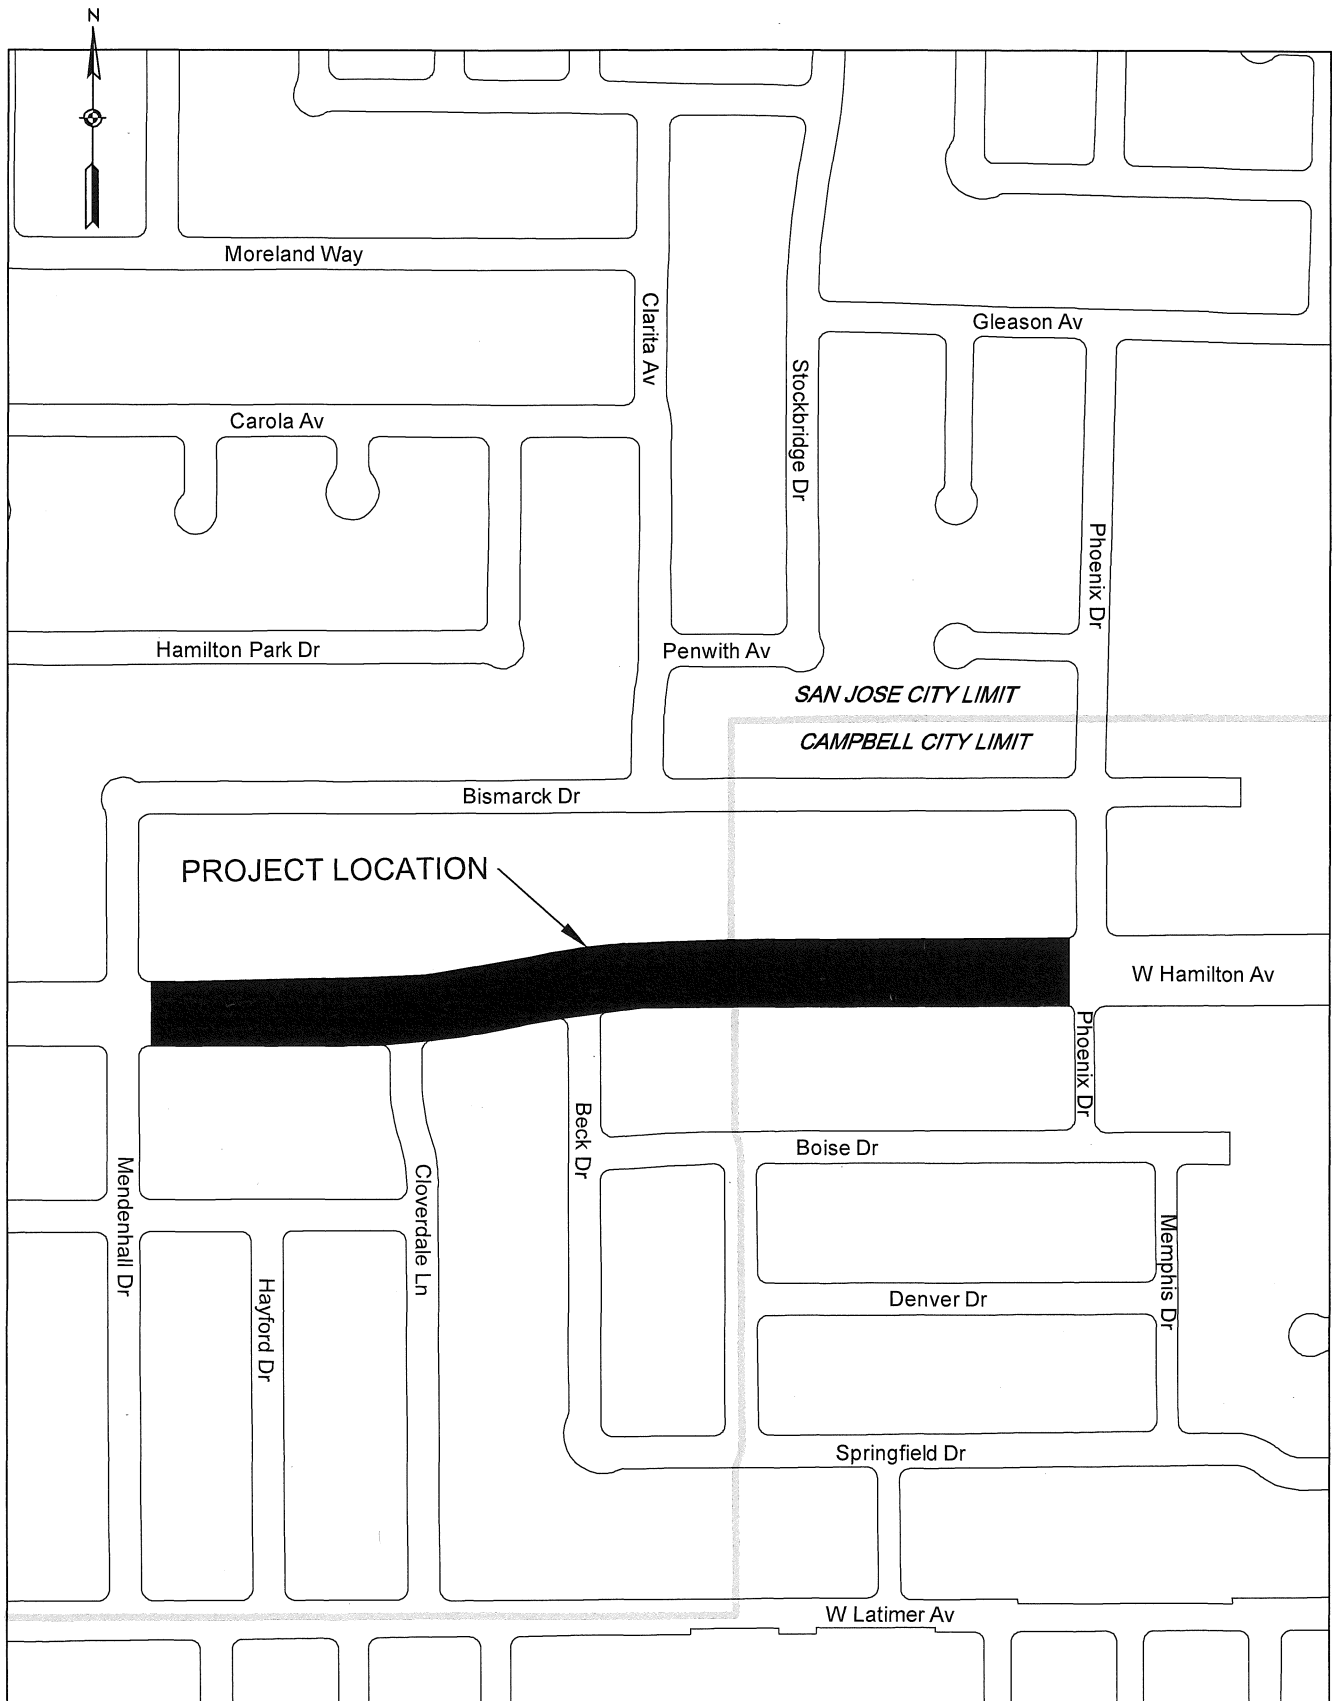 N
Moreland Way
Clarita Av
Gleason Av
Stockbridge Dr
Carola Av
Phoenix Dr
Hamilton Park Dr
Penwith Av
SAN JOSE CITY LIMIT
CAMPBELL CITY LIMIT
Bismarck Dr
PROJECT LOCATION
W Hamilton Av
Phoenix Dr
Beck Dr
Boise Dr
Mendenhall Dr
Cloverdale Ln
Memphis Dr
Hayford Dr
Denver Dr
Springfield Dr
W Latimer Av